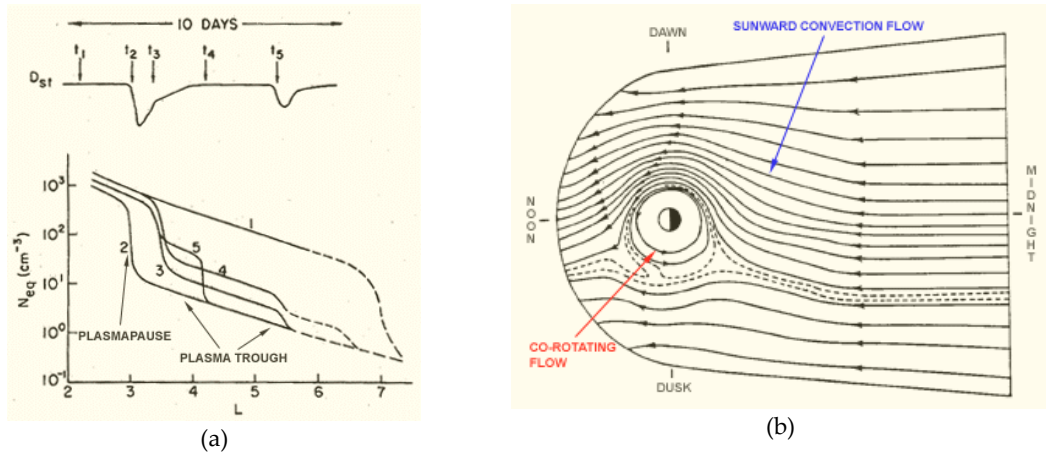 10 DAYS
t1 t2 t3 t4 t5
Dst
10³
10²
10¹
10⁰
10⁻¹
Neq (cm⁻³)
1
2
3
5
4
PLASMAPAUSE
PLASMA TROUGH
2 3 4 5 6 7
L
(a)
DAWN
SUNWARD CONVECTION FLOW
NOON
MIDNIGHT
CO-ROTATING
FLOW
DUSK
(b)